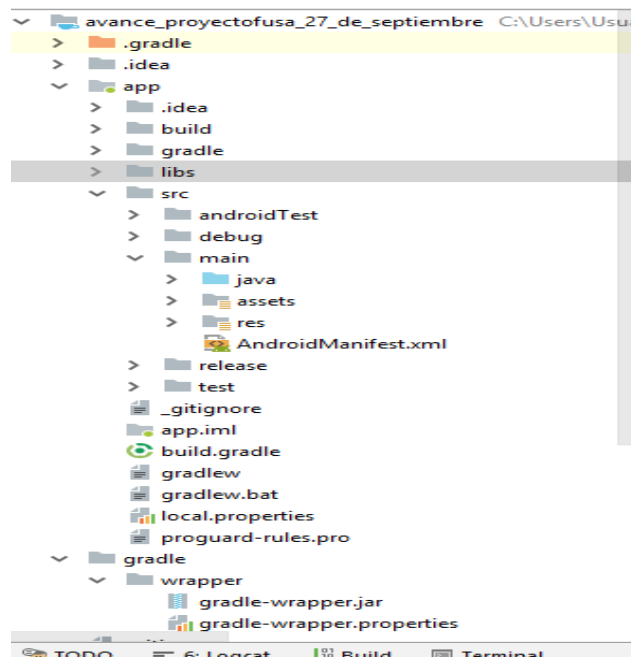 avance_proyectofusa_27_de_septiembre C:\Users\Usua
.gradle
.idea
app
.idea
build
gradle
libs
src
androidTest
debug
main
java
assets
res
AndroidManifest.xml
release
test
_gitignore
app.iml
build.gradle
gradlew
gradlew.bat
local.properties
proguard-rules.pro
gradle
wrapper
gradle-wrapper.jar
gradle-wrapper.properties
TODO 6: Logcat Build Terminal